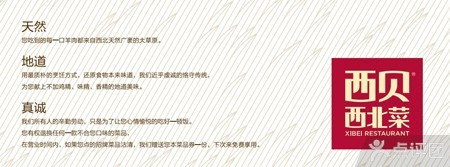 天然
您吃到的每一口羊肉都来自西北天然广袤的大草原。
地道
用最质朴的烹饪方式，还原食物本来味道，我们近乎虔诚的恪守传统，
为您献上不加鸡精、味精、香精的地道美味。
真诚
我们所有人的辛勤劳动，只是为了让您心情愉悦的吃好一顿饭。
您有权退换任何一款不合您口味的菜品。
在营业时间内，如果您点的招牌菜品沽清，我们赠送您本菜品券一份，下次来免费享用。
西贝
西北菜
XIBEI RESTAURANT
点评网